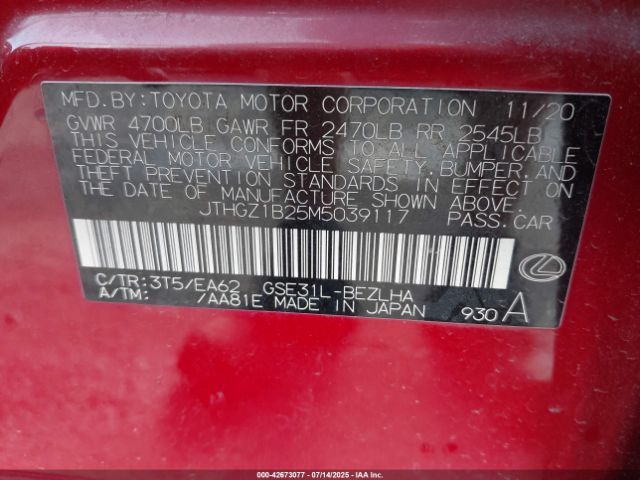 MFD.BY:TOYOTA MOTOR CORPORATION 11/20
GVWR 4700LB GAWR FR 2470LB RR 2545LB
THIS VEHICLE CONFORMS TO ALL APPLICABLE
FEDERAL MOTOR VEHICLE SAFETY,BUMPER,AND
THEFT PREVENTION STANDARDS IN EFFECT ON
THE DATE OF MANUFACTURE SHOWN ABOVE.
JTHGZ1B25M5039117 PASS.CAR
C/TR:3T5/EA62 GSE31L-BEZLHA
A/TM: /AA81E MADE IN JAPAN
930 A
000-42673077 07/14/2025 IAA Inc.